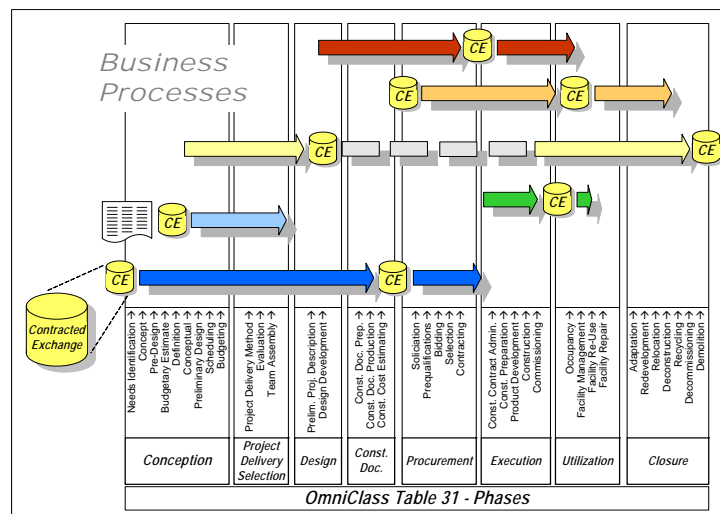 Business
Processes
CE
CE
CE
CE
CE
CE
CE
CE
CE
CE
Contracted
Exchange
Needs Identification
Concept
Pre-Design
Budgetary Estimate
Definition
Conceptual
Preliminary Design
Scheduling
Budgeting
Project Delivery Method
Evaluation
Team Assembly
Prelim. Proj. Description
Design Development
Const. Doc. Prep.
Const. Doc. Production
Const. Cost Estimating
Soliciation
Prequalifications
Bidding
Selection
Contracting
Const. Contract Admin.
Const. Preparation
Product Development
Construction
Commissioning
Occupancy
Facility Management
Facility Re-Use
Facility Repair
Adaptation
Redevelopment
Relocation
Deconstruction
Recycling
Decommissioning
Demolition
Conception
Project
Delivery
Selection
Design
Const.
Doc.
Procurement
Execution
Utilization
Closure
OmniClass Table 31 - Phases